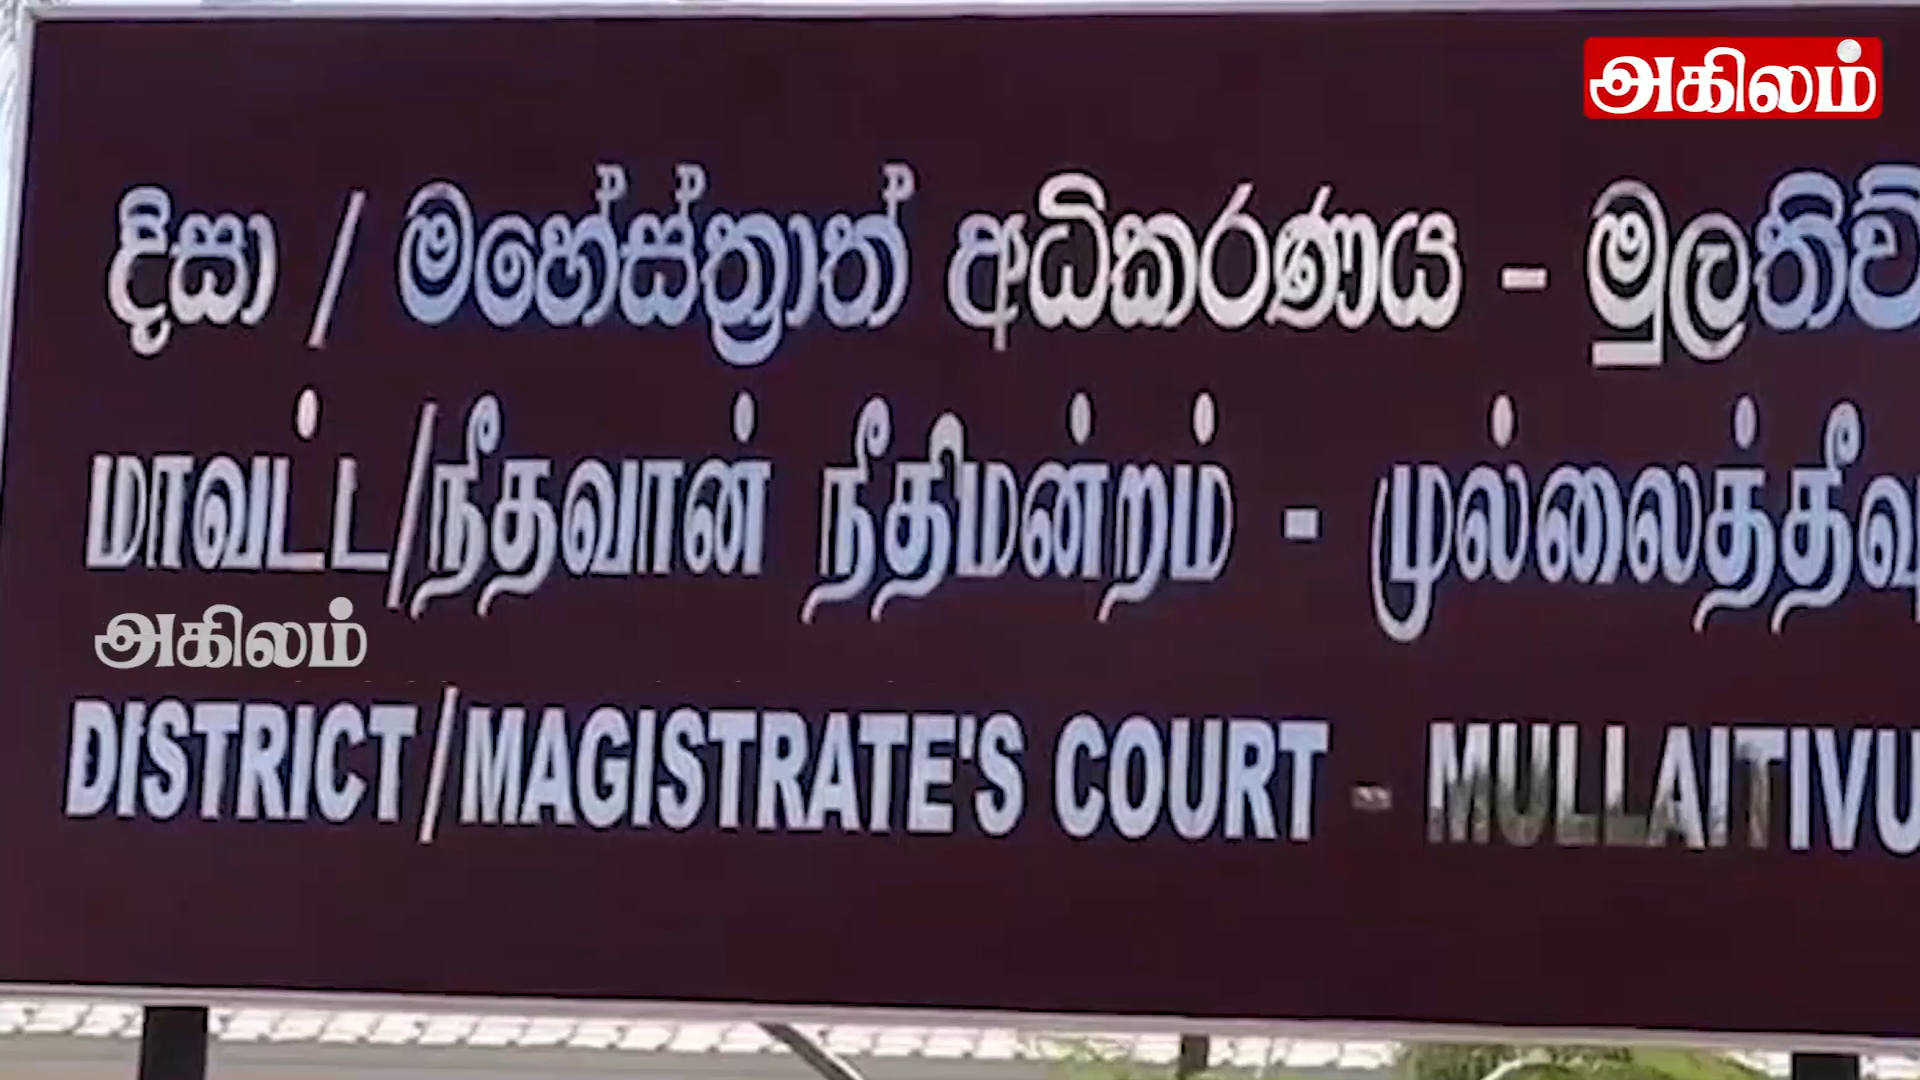 அகிலம்
දිසා / මහේස්ත්‍රාත් අධිකරණය - මුලතිව්
மாவட்ட/நீதவான் நீதிமன்றம் - முல்லைத்தீவு
அகிலம்
DISTRICT/MAGISTRATE'S COURT - MULLAITIVU